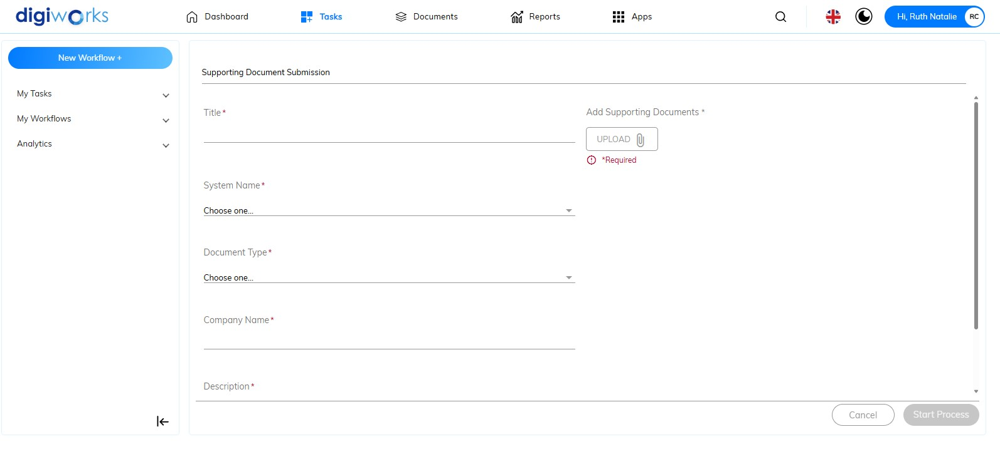 digiworks
Dashboard
Tasks
Documents
Reports
Apps
Hi, Ruth Natalie
RC
New Workflow +
My Tasks
My Workflows
Analytics
Supporting Document Submission
Title*
Add Supporting Documents *
UPLOAD
*Required
System Name*
Choose one...
Document Type*
Choose one...
Company Name*
Description*
Cancel
Start Process